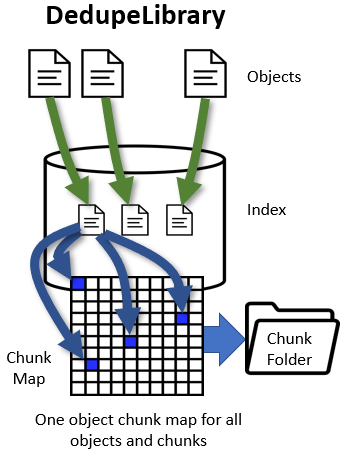 DedupeLibrary
Objects
Index
Chunk
Map
Chunk
Folder
One object chunk map for all
objects and chunks